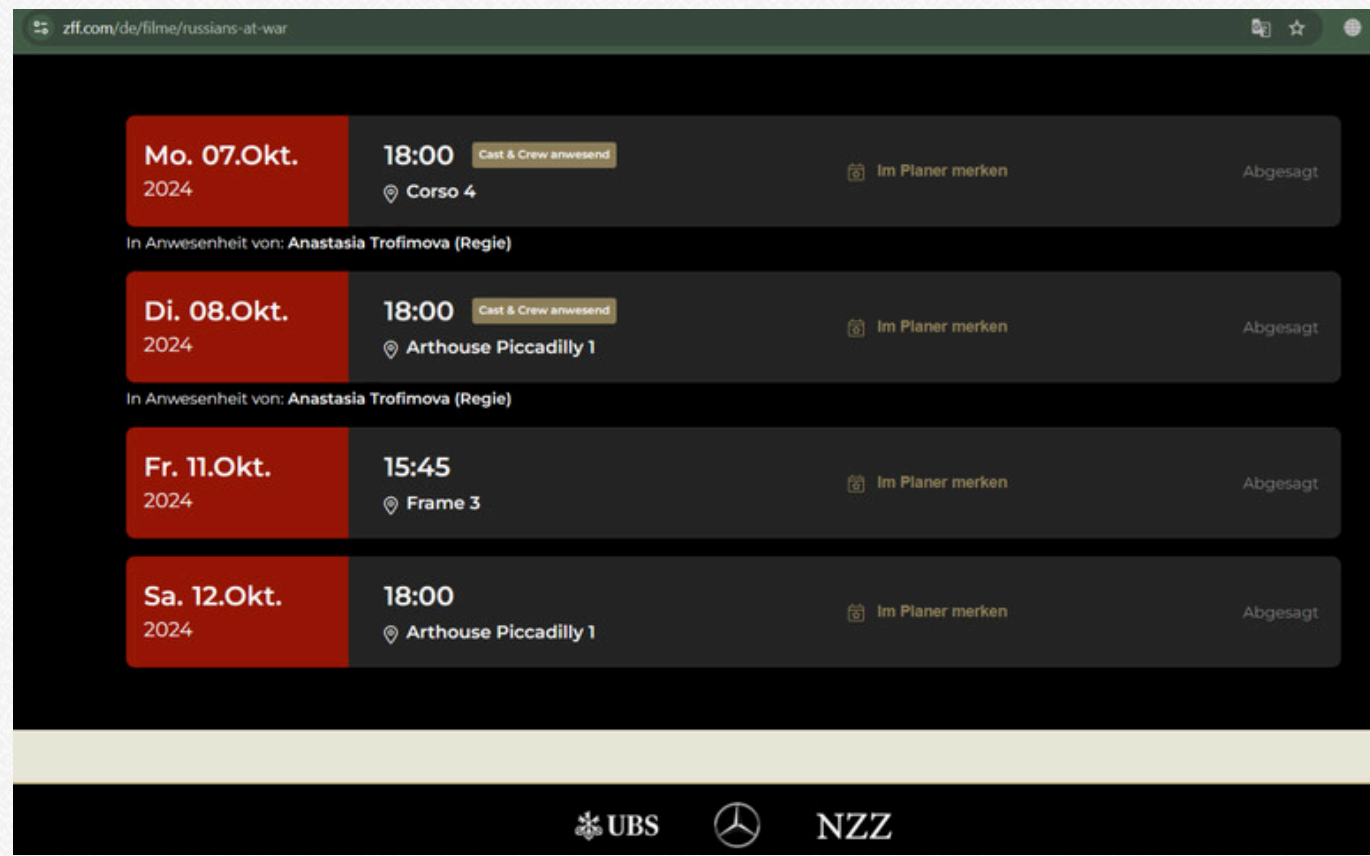 zff.com/de/filme/russians-at-war
Mo. 07.Okt.
2024
18:00 Cast & Crew anwesend
Corso 4
Im Planer merken
Abgesagt
In Anwesenheit von: Anastasia Trofimova (Regie)
Di. 08.Okt.
2024
18:00 Cast & Crew anwesend
Arthouse Piccadilly 1
Im Planer merken
Abgesagt
In Anwesenheit von: Anastasia Trofimova (Regie)
Fr. 11.Okt.
2024
15:45
Frame 3
Im Planer merken
Abgesagt
Sa. 12.Okt.
2024
18:00
Arthouse Piccadilly 1
Im Planer merken
Abgesagt
UBS
NZZ